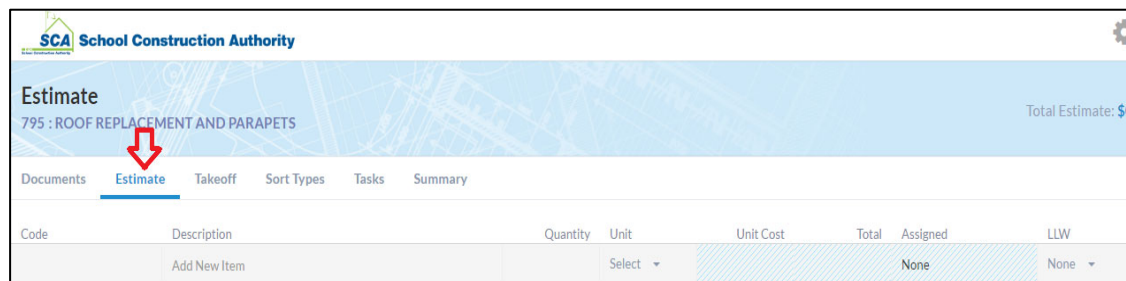 SCA School Construction Authority
Estimate
795 : ROOF REPLACEMENT AND PARAPETS
Total Estimate: $
Documents Estimate Takeoff Sort Types Tasks Summary
Code Description Quantity Unit Unit Cost Total Assigned LLW
Add New Item Select None None